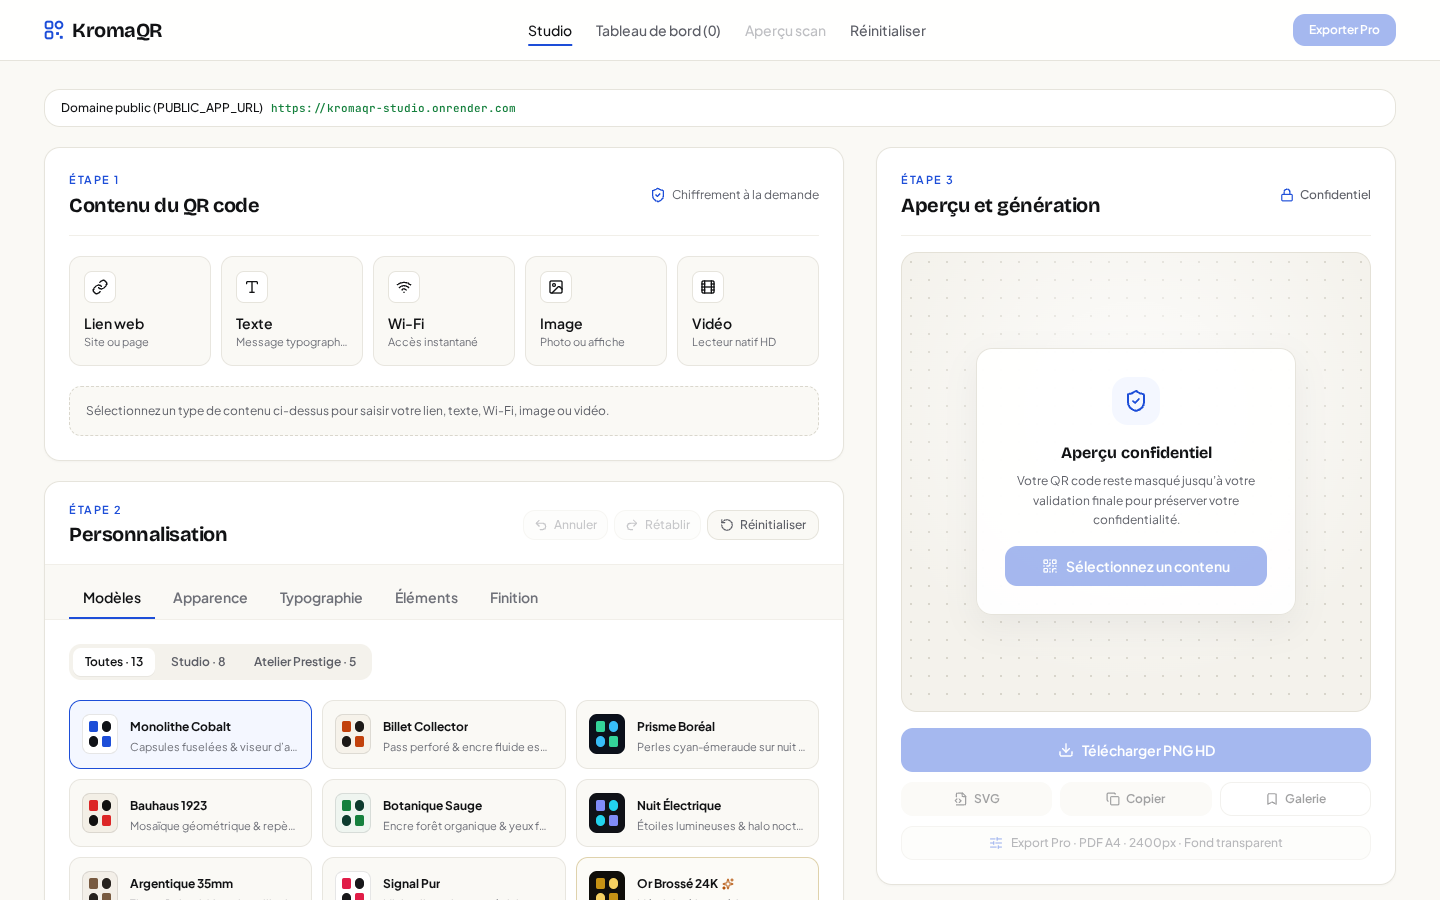 KromaQR
Studio
Tableau de bord (0)
Aperçu scan
Réinitialiser
Exporter Pro
Domaine public (PUBLIC_APP_URL) https://kromaqr-studio.onrender.com
ÉTAPE 1
Contenu du QR code
Chiffrement à la demande
Lien web
Site ou page
Texte
Message typograph…
Wi-Fi
Accès instantané
Image
Photo ou affiche
Vidéo
Lecteur natif HD
Sélectionnez un type de contenu ci-dessus pour saisir votre lien, texte, Wi-Fi, image ou vidéo.
ÉTAPE 2
Personnalisation
Annuler
Rétablir
Réinitialiser
Modèles
Apparence
Typographie
Éléments
Finition
Toutes · 13
Studio · 8
Atelier Prestige · 5
Monolithe Cobalt
Capsules fuselées & viseur d'a…
Billet Collector
Pass perforé & encre fluide es…
Prisme Boréal
Perles cyan-émeraude sur nuit …
Bauhaus 1923
Mosaïque géométrique & repè…
Botanique Sauge
Encre forêt organique & yeux f…
Nuit Électrique
Étoiles lumineuses & halo noct…
Argentique 35mm
Signal Pur
Or Brossé 24K
ÉTAPE 3
Aperçu et génération
Confidentiel
Aperçu confidentiel
Votre QR code reste masqué jusqu'à votre
validation finale pour préserver votre
confidentialité.
Sélectionnez un contenu
Télécharger PNG HD
SVG
Copier
Galerie
Export Pro · PDF A4 · 2400px · Fond transparent